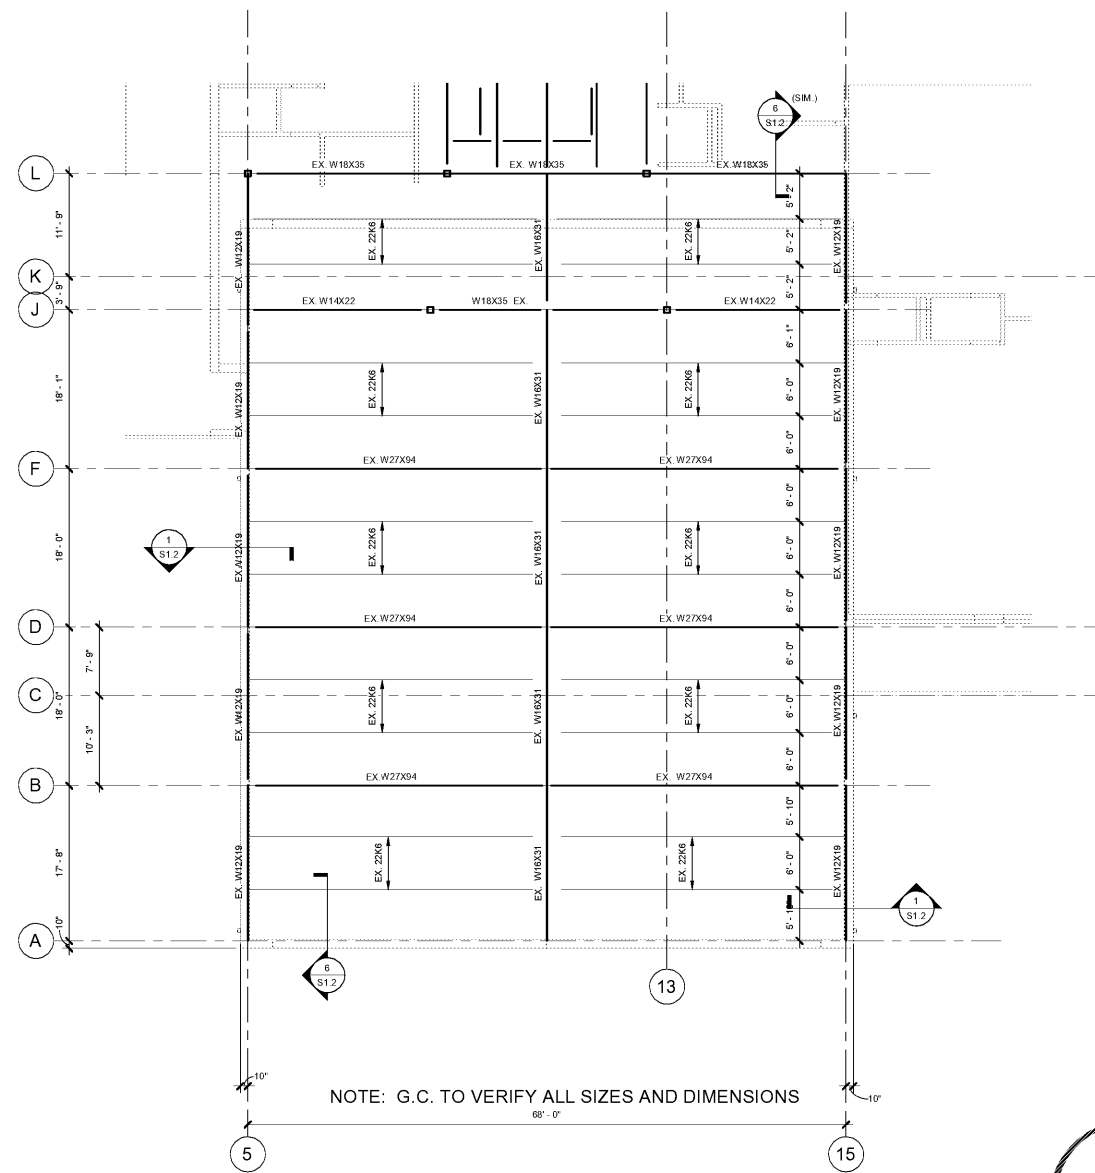 (SIM.)
6
S1.2
EX. W18X35
EX. W18X35
EX. W18X35
L
5' - 2"
11' - 9"
EX. W12X19
EX. 22K6
EX. W16X31
EX. 22K6
5' - 2"
EX. W12X19
K
3' - 9"
5' - 2"
J
EX. W14X22
W18X35 EX.
EX. W14X22
6' - 1"
18' - 1"
EX. W12X19
EX. 22K6
EX. W16X31
EX. 22K6
6' - 0"
EX. W12X19
6' - 0"
F
EX. W27X94
EX. W27X94
6' - 0"
1
S1.2
18' - 0"
EX. W12X19
EX. 22K6
EX. W16X31
EX. 22K6
6' - 0"
EX. W12X19
6' - 0"
D
EX. W27X94
EX. W27X94
7' - 9"
6' - 0"
C
18' - 0"
EX. W12X19
EX. 22K6
EX. W16X31
EX. 22K6
6' - 0"
EX. W12X19
10' - 3"
6' - 0"
B
EX. W27X94
EX. W27X94
5' - 10"
17' - 8"
EX. W12X19
EX. 22K6
EX. W16X31
EX. 22K6
6' - 0"
EX. W12X19
1
S1.2
10"
5' - 10"
A
6
S1.2
13
10"
NOTE: G.C. TO VERIFY ALL SIZES AND DIMENSIONS
10"
68' - 0"
5
15